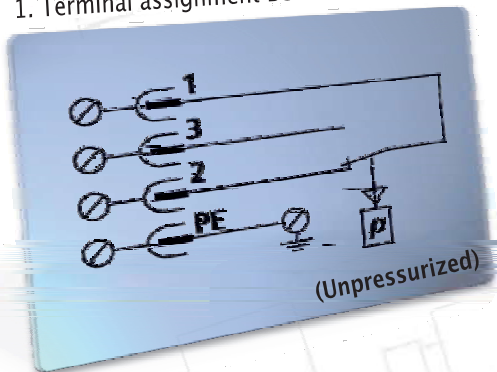 1. Terminal assignment
1
3
2
PE
p
(Unpressurized)